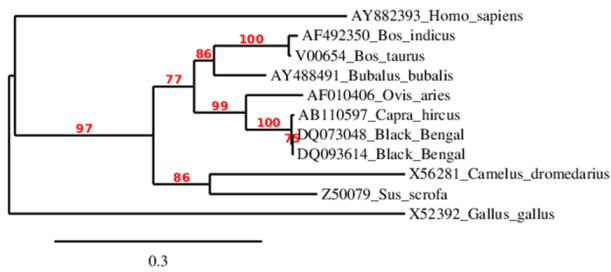 AY882393_Homo_sapiens
AF492350_Bos_indicus
100
V00654_Bos_taurus
86
AY488491_Bubalus_bubalis
77
AF010406_Ovis_aries
99
AB110597_Capra_hircus
100
DQ073048_Black_Bengal
97
75
DQ093614_Black_Bengal
X56281_Camelus_dromedarius
86
Z50079_Sus_scrofa
X52392_Gallus_gallus
0.3